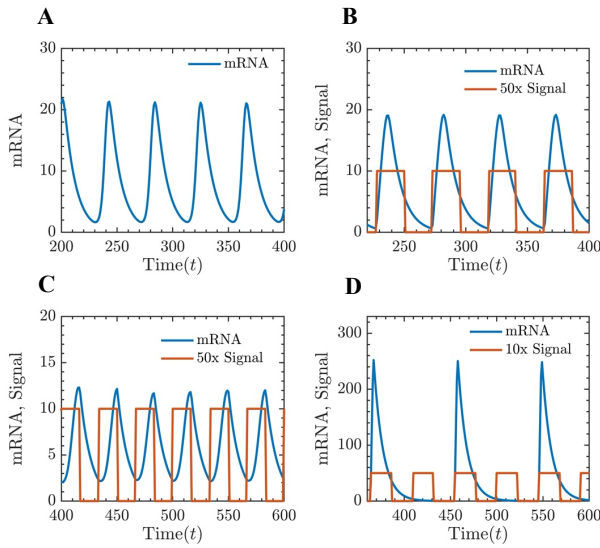 A
30
20
10
0
mRNA
mRNA
200
250
300
350
400
Time(t)
B
30
20
10
0
mRNA, Signal
mRNA
50x Signal
250
300
350
400
Time(t)
C
20
15
10
5
0
mRNA, Signal
mRNA
50x Signal
400
450
500
550
600
Time(t)
D
300
200
100
0
mRNA, Signal
mRNA
10x Signal
400
450
500
550
600
Time(t)